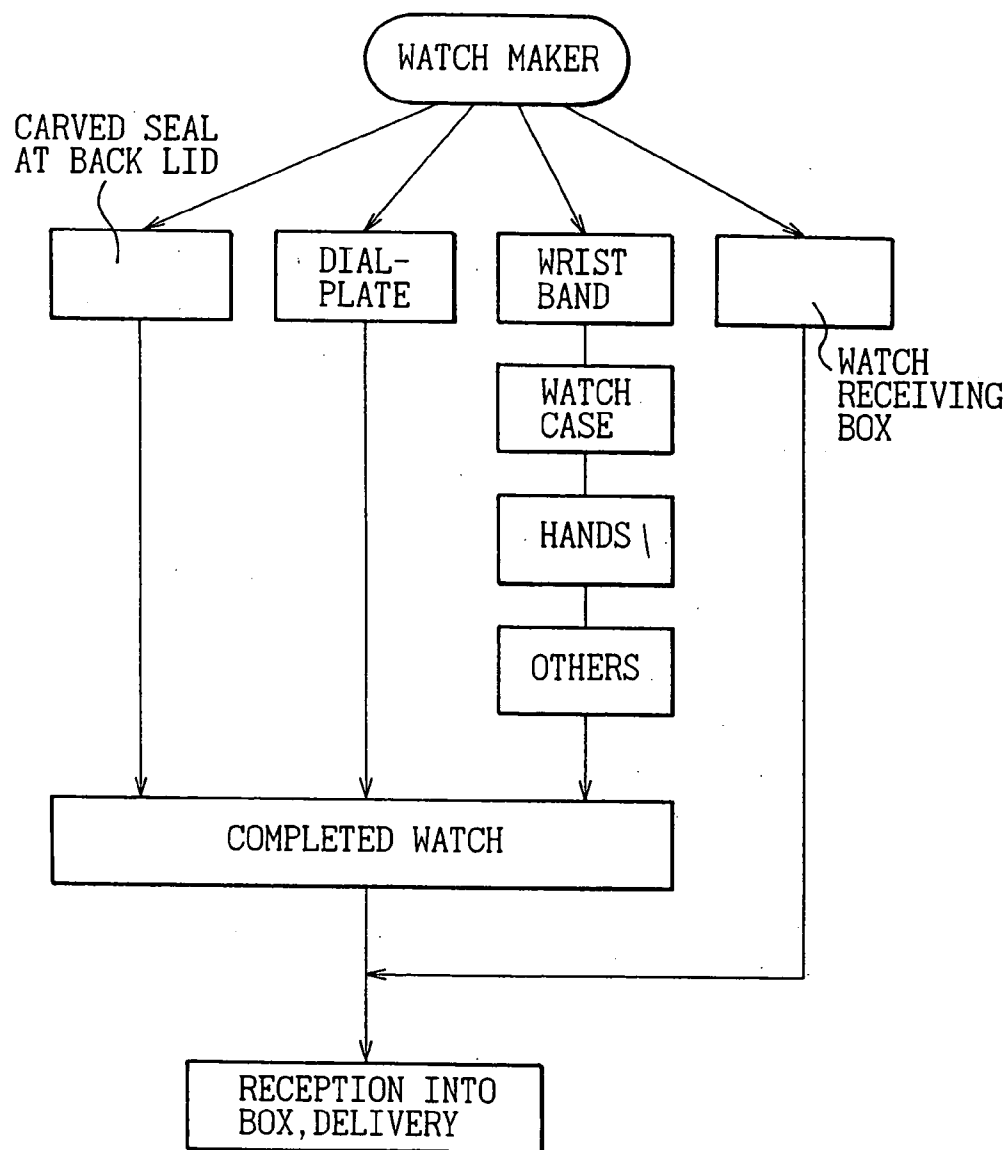 WATCH MAKER
CARVED SEAL
AT BACK LID
DIAL-
PLATE
WRIST
BAND
WATCH
RECEIVING
BOX
WATCH
CASE
HANDS
OTHERS
COMPLETED WATCH
RECEPTION INTO
BOX, DELIVERY